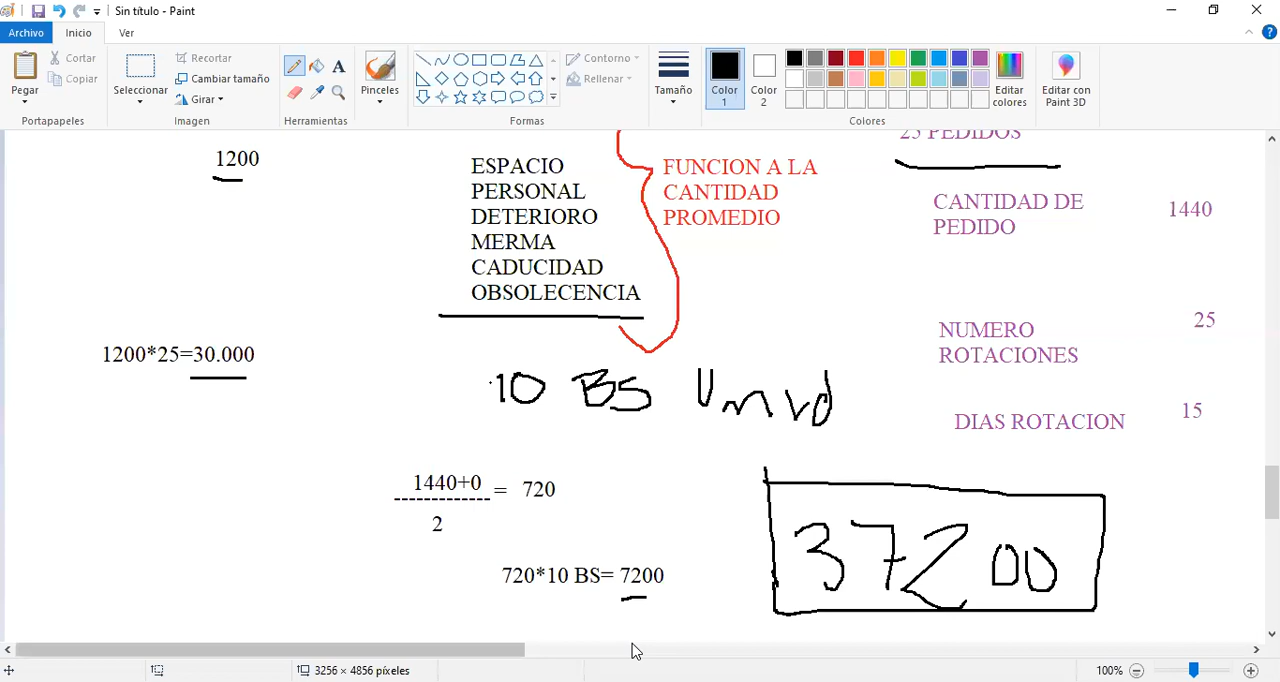 Sin título - Paint
Archivo
Inicio
Ver
Pegar
Cortar
Copiar
Portapapeles
Seleccionar
Recortar
Cambiar tamaño
Girar
Imagen
A
Herramientas
Pinceles
Contorno
Rellenar
Formas
Tamaño
Color 1
Color 2
Editar colores
Colores
Editar con Paint 3D
25 PEDIDOS
1200
ESPACIO
PERSONAL
DETERIORO
MERMA
CADUCIDAD
OBSOLECENCIA
FUNCION A LA
CANTIDAD
PROMEDIO
CANTIDAD DE
PEDIDO
1440
NUMERO
ROTACIONES
25
1200*25=30.000
10 BS
DIAS ROTACION
15
1440+0
= 720
2
720*10 BS= 7200
37200
3256 × 4856 píxeles
100%